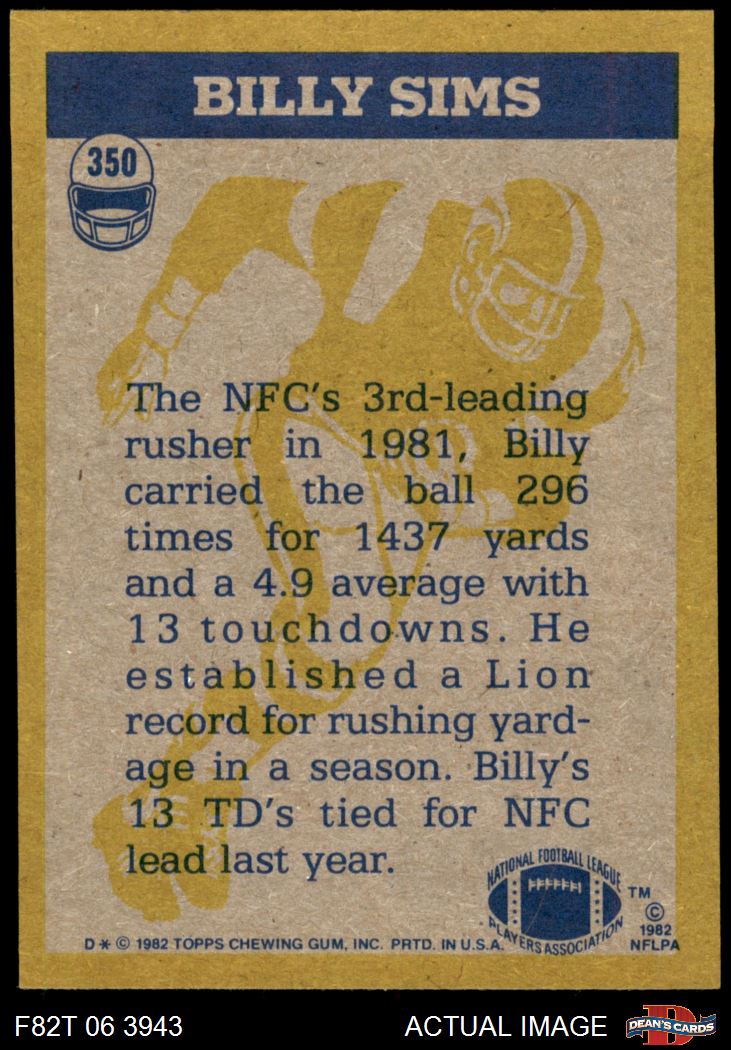 BILLY SIMS
350
The NFC's 3rd-leading
rusher in 1981, Billy
carried the ball 296
times for 1437 yards
and a 4.9 average with
13 touchdowns. He
established a Lion
record for rushing yard-
age in a season. Billy's
13 TD's tied for NFC
lead last year.
NATIONAL FOOTBALL LEAGUE
PLAYERS ASSOCIATION
TM
©
1982
NFLPA
D * © 1982 TOPPS CHEWING GUM, INC. PRTD. IN U.S.A.
F82T 06 3943
ACTUAL IMAGE
D
DEAN'S CARDS